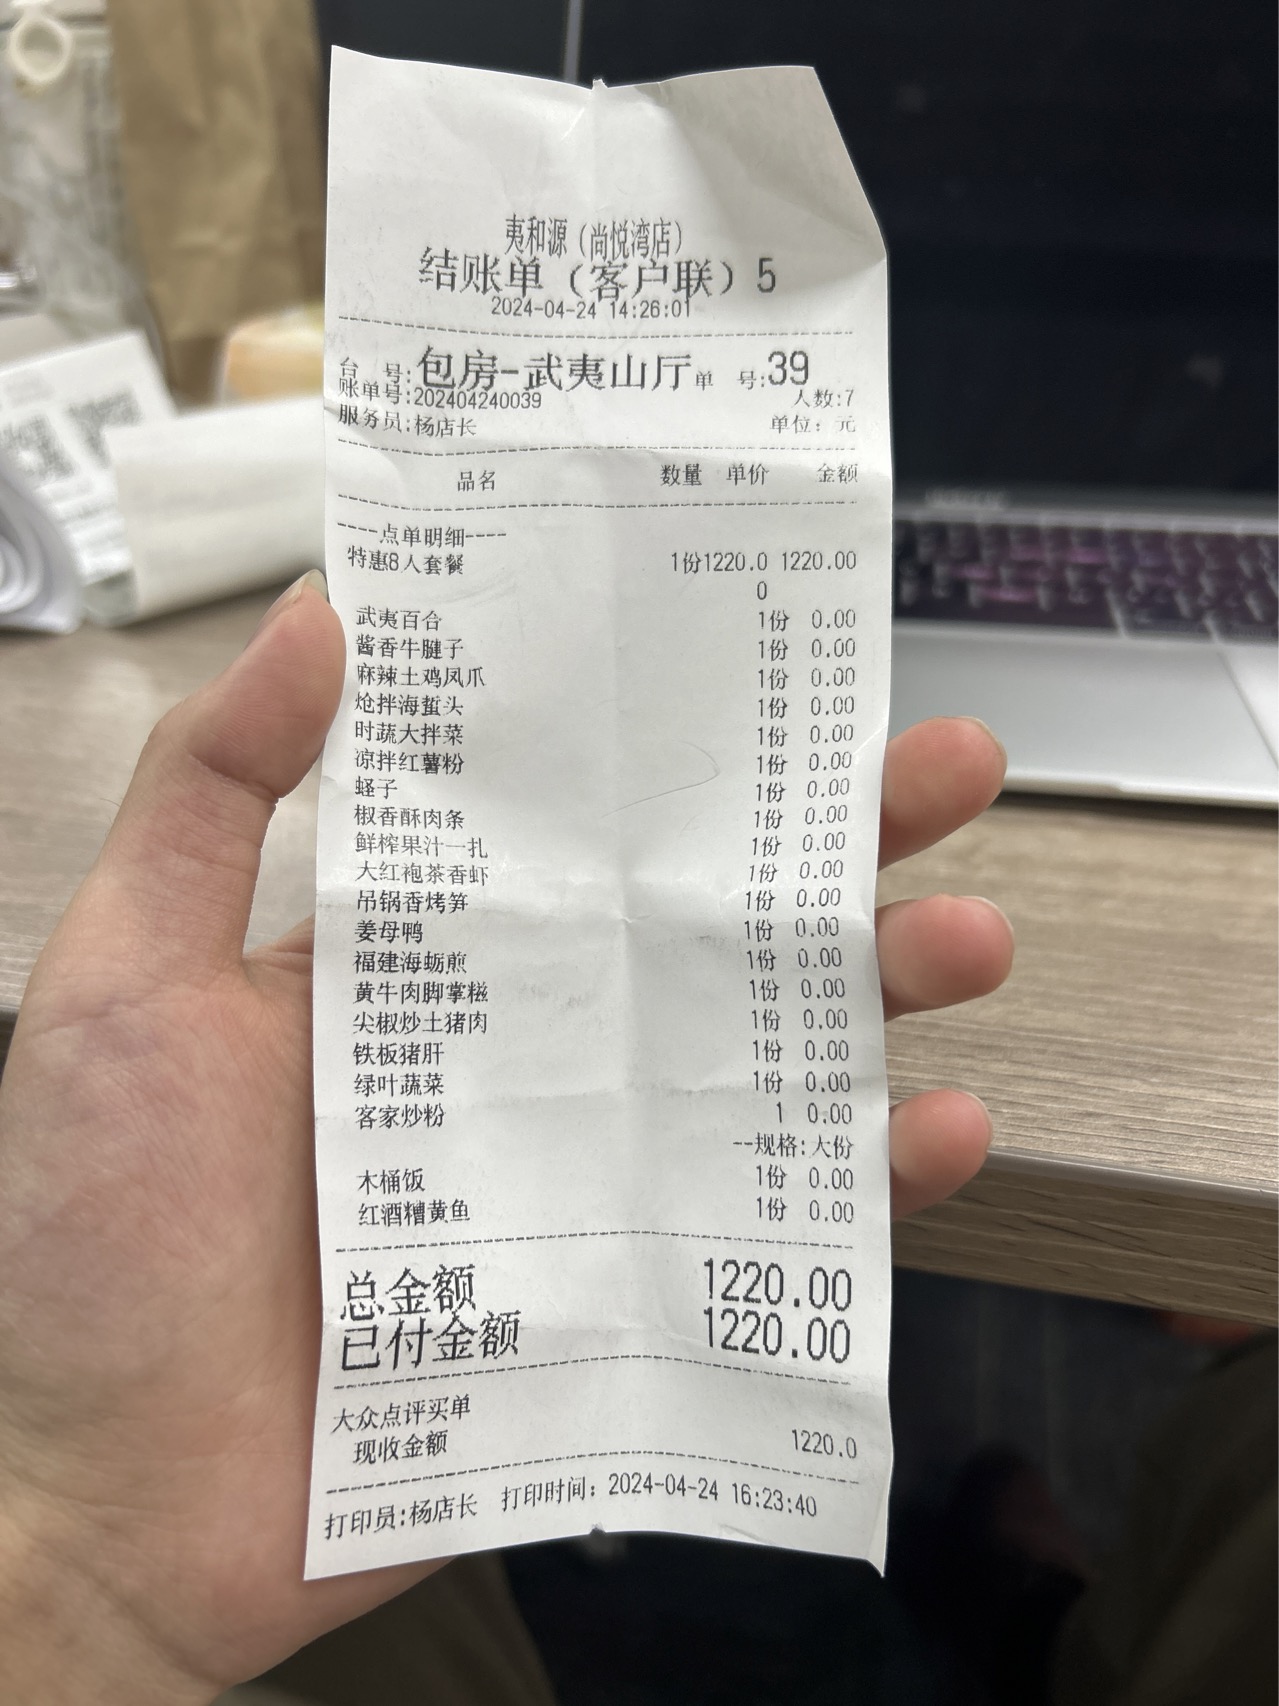 夷和源（尚悦湾店）
结账单（客户联）5
2024-04-24 14:26:01
台 号:包房-武夷山厅 单 号:39
账单号:202404240039 人数:7
服务员:杨店长 单位：元
品名 数量 单价 金额
----点单明细----
特惠8人套餐 1份1220.0 1220.00
0
武夷百合 1份 0.00
酱香牛腱子 1份 0.00
麻辣土鸡凤爪 1份 0.00
炝拌海蜇头 1份 0.00
时蔬大拌菜 1份 0.00
凉拌红薯粉 1份 0.00
蛏子 1份 0.00
椒香酥肉条 1份 0.00
鲜榨果汁一扎 1份 0.00
大红袍茶香虾 1份 0.00
吊锅香烤笋 1份 0.00
姜母鸭 1份 0.00
福建海蛎煎 1份 0.00
黄牛肉脚掌糍 1份 0.00
尖椒炒土猪肉 1份 0.00
铁板猪肝 1份 0.00
绿叶蔬菜 1份 0.00
客家炒粉 1 0.00
--规格:大份
木桶饭 1份 0.00
红酒糟黄鱼 1份 0.00
总金额 1220.00
已付金额 1220.00
大众点评买单
现收金额 1220.0
打印员:杨店长 打印时间：2024-04-24 16:23:40